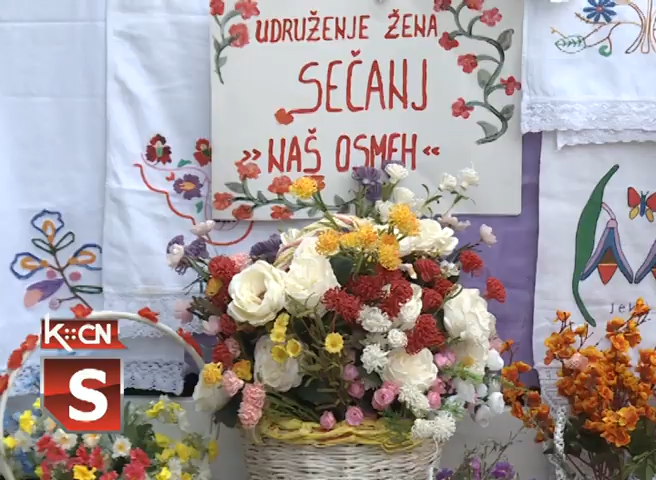 UDRUŽENJE ŽENA
SEČANJ
»NAŠ OSMEH«
K::CN
S